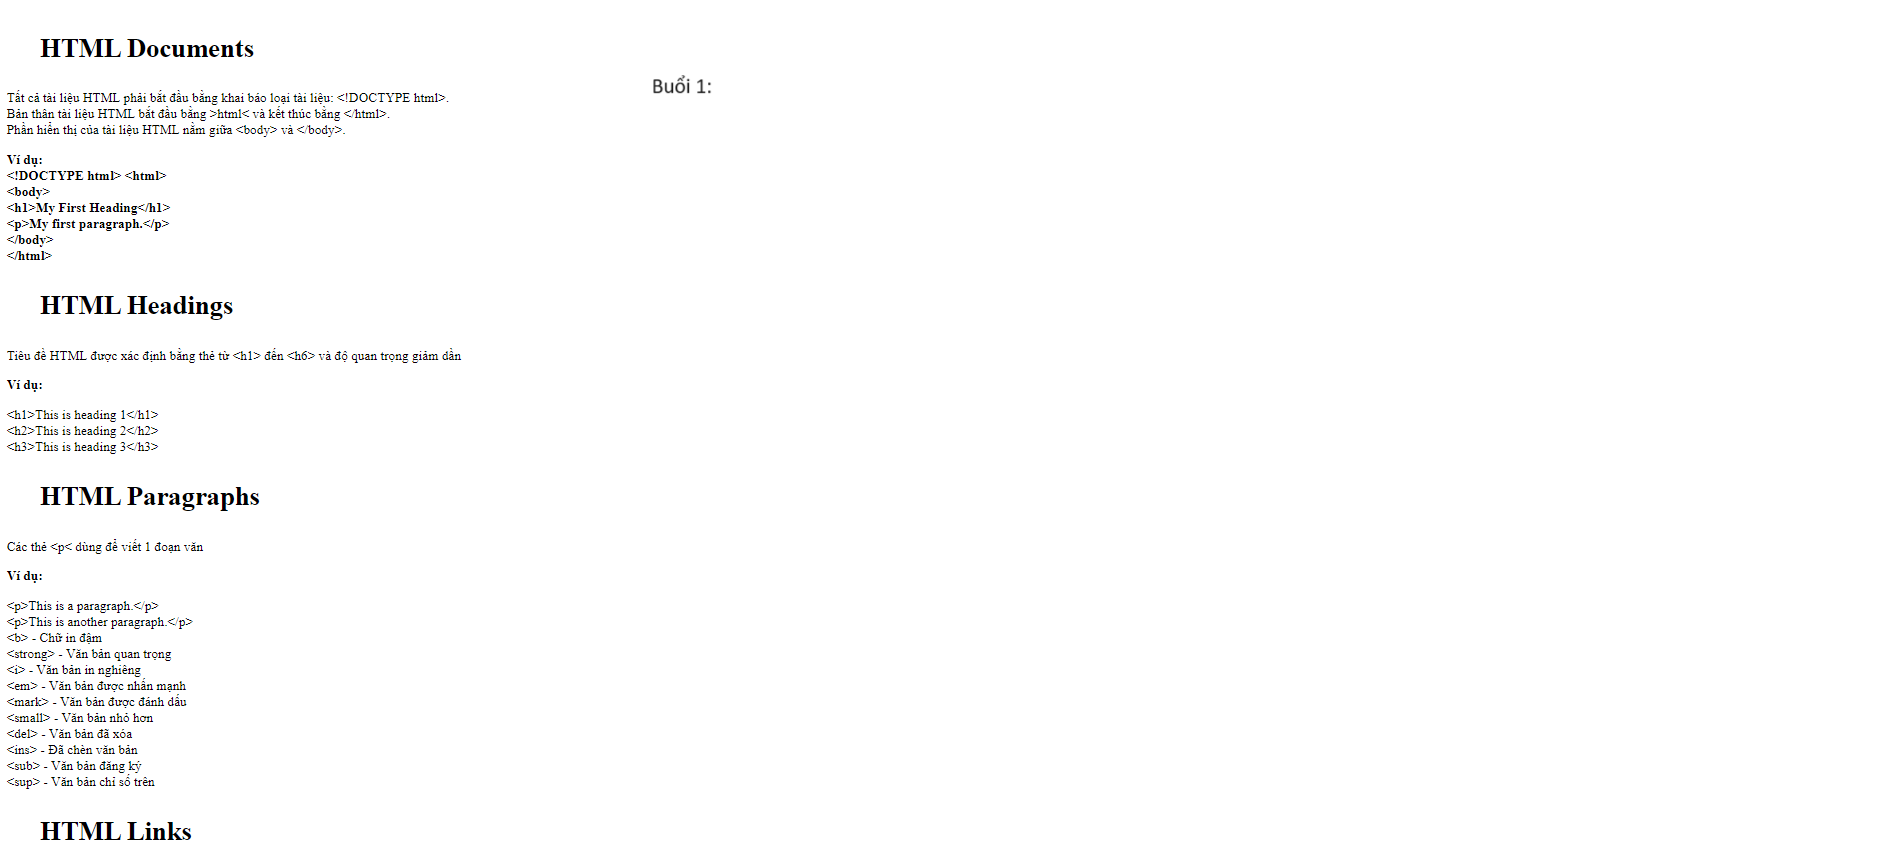 HTML Documents
Buổi 1:
Tất cả tài liệu HTML phải bắt đầu bằng khai báo loại tài liệu: <!DOCTYPE html>.
Bản thân tài liệu HTML bắt đầu bằng >html< và kết thúc bằng </html>.
Phần hiển thị của tài liệu HTML nằm giữa <body> và </body>.
Ví dụ:
<!DOCTYPE html> <html>
<body>
<h1>My First Heading</h1>
<p>My first paragraph.</p>
</body>
</html>
HTML Headings
Tiêu đề HTML được xác định bằng thẻ từ <h1> đến <h6> và độ quan trọng giảm dần
Ví dụ:
<h1>This is heading 1</h1>
<h2>This is heading 2</h2>
<h3>This is heading 3</h3>
HTML Paragraphs
Các thẻ <p< dùng để viết 1 đoạn văn
Ví dụ:
<p>This is a paragraph.</p>
<p>This is another paragraph.</p>
<b> - Chữ in đậm
<strong> - Văn bản quan trọng
<i> - Văn bản in nghiêng
<em> - Văn bản được nhấn mạnh
<mark> - Văn bản được đánh dấu
<small> - Văn bản nhỏ hơn
<del> - Văn bản đã xóa
<ins> - Đã chèn văn bản
<sub> - Văn bản đăng ký
<sup> - Văn bản chỉ số trên
HTML Links